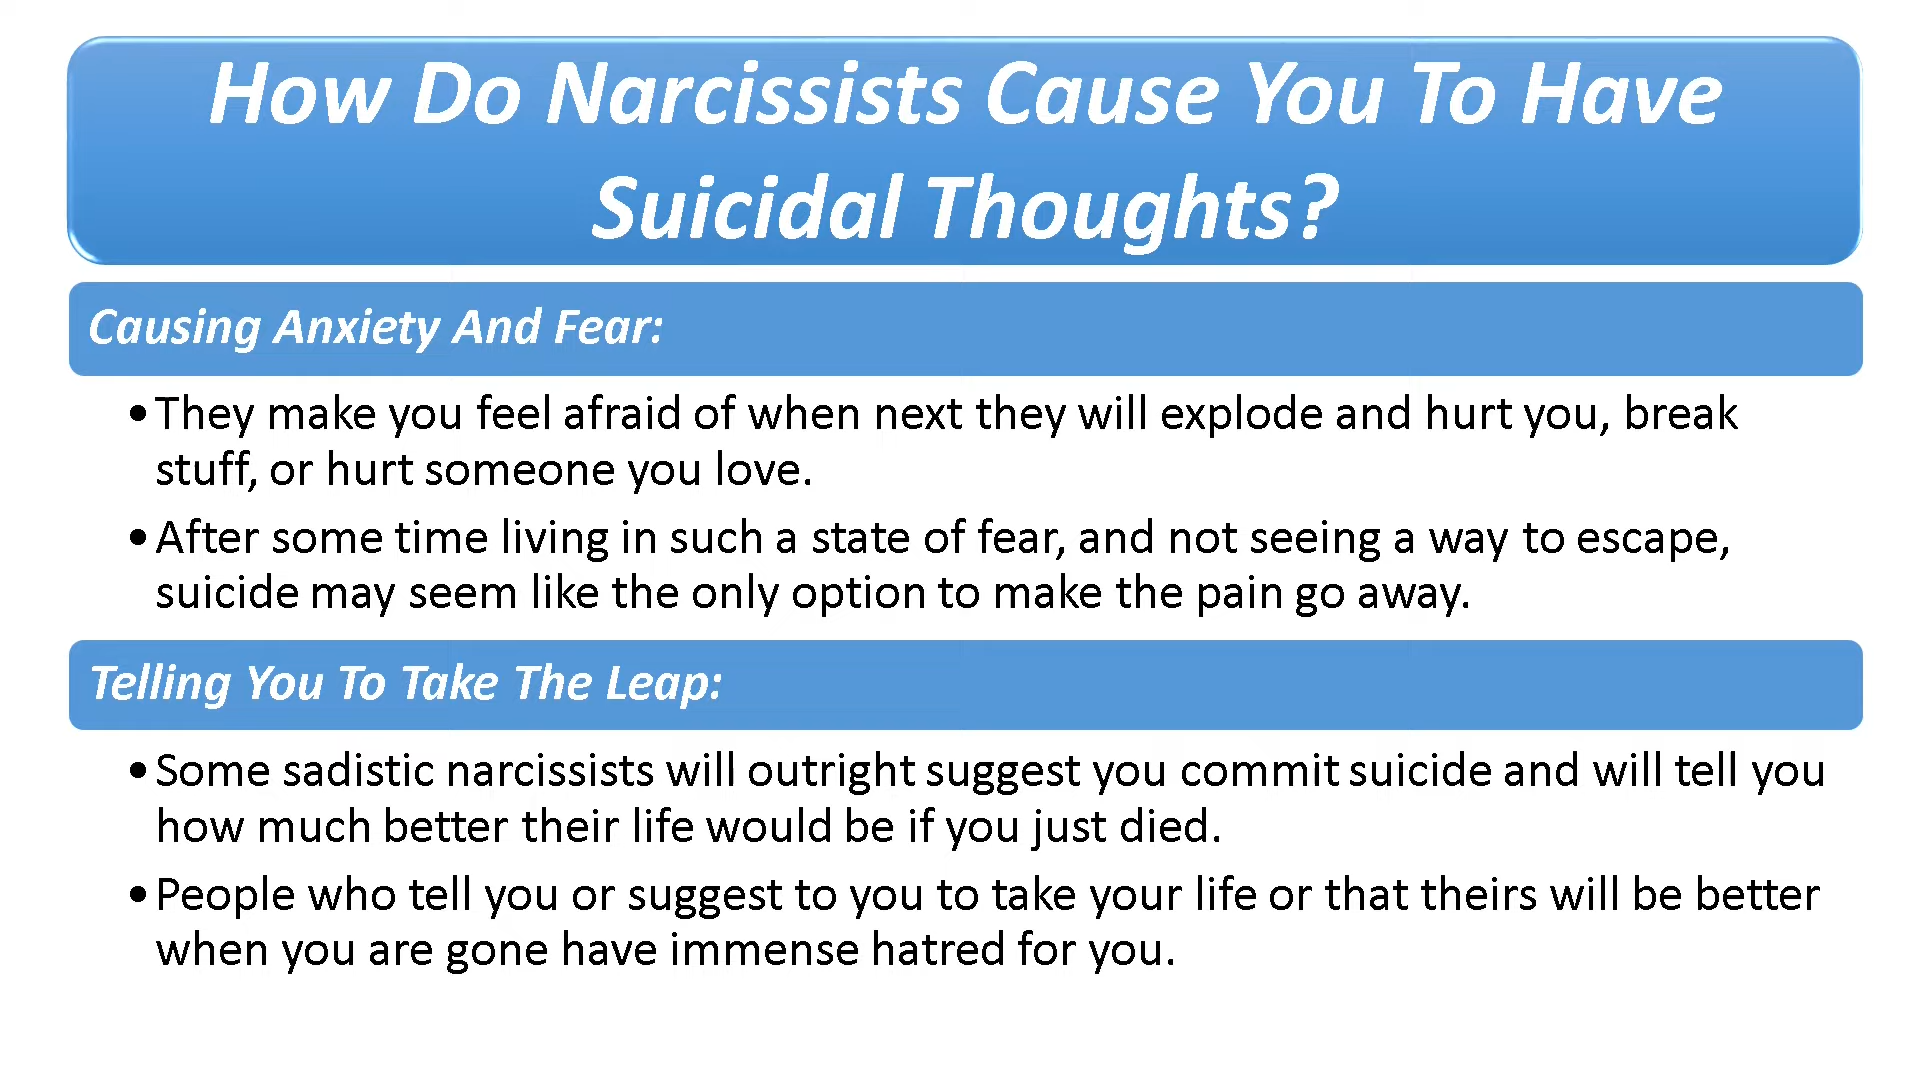 How Do Narcissists Cause You To Have
Suicidal Thoughts?
Causing Anxiety And Fear:
•They make you feel afraid of when next they will explode and hurt you, break
stuff, or hurt someone you love.
•After some time living in such a state of fear, and not seeing a way to escape,
suicide may seem like the only option to make the pain go away.
Telling You To Take The Leap:
•Some sadistic narcissists will outright suggest you commit suicide and will tell you
how much better their life would be if you just died.
•People who tell you or suggest to you to take your life or that theirs will be better
when you are gone have immense hatred for you.